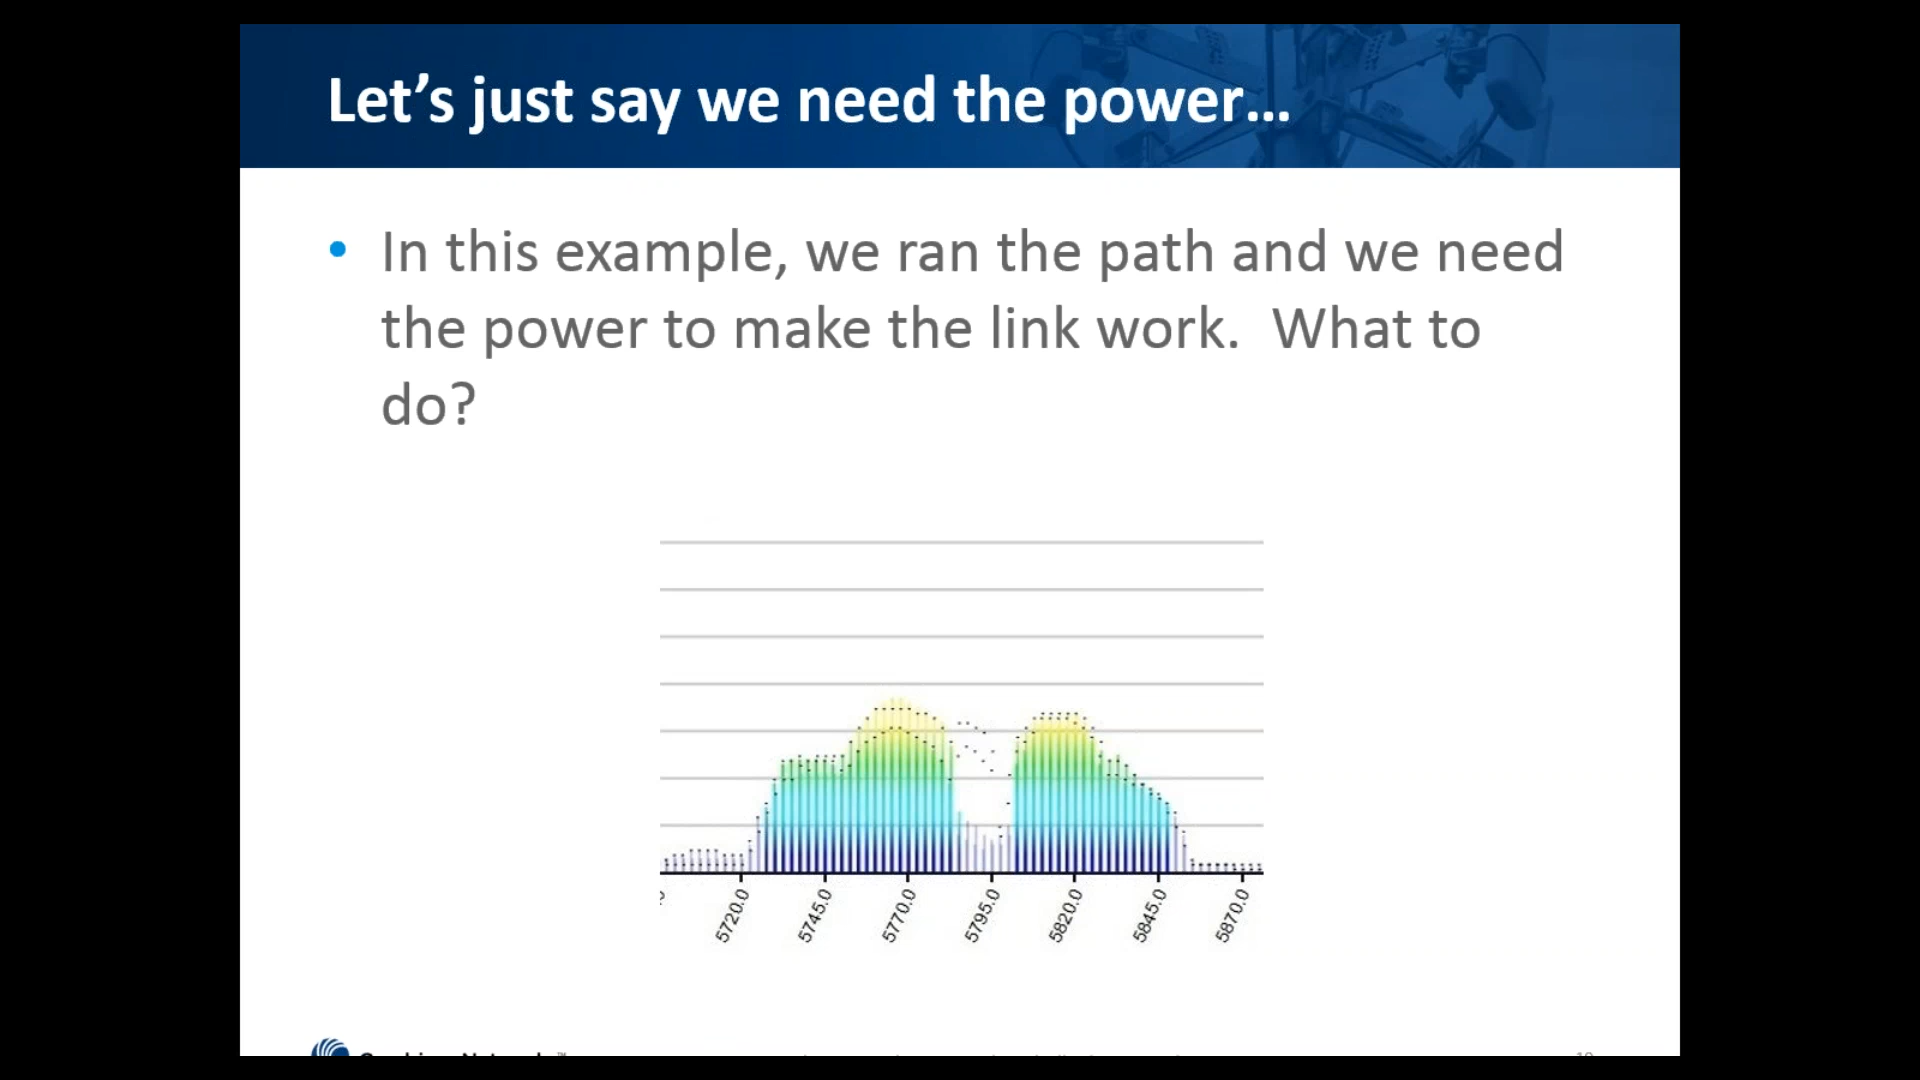 Let's just say we need the power...
• In this example, we ran the path and we need
the power to make the link work.  What to
do?
5720.0
5745.0
5770.0
5795.0
5820.0
5845.0
5870.0